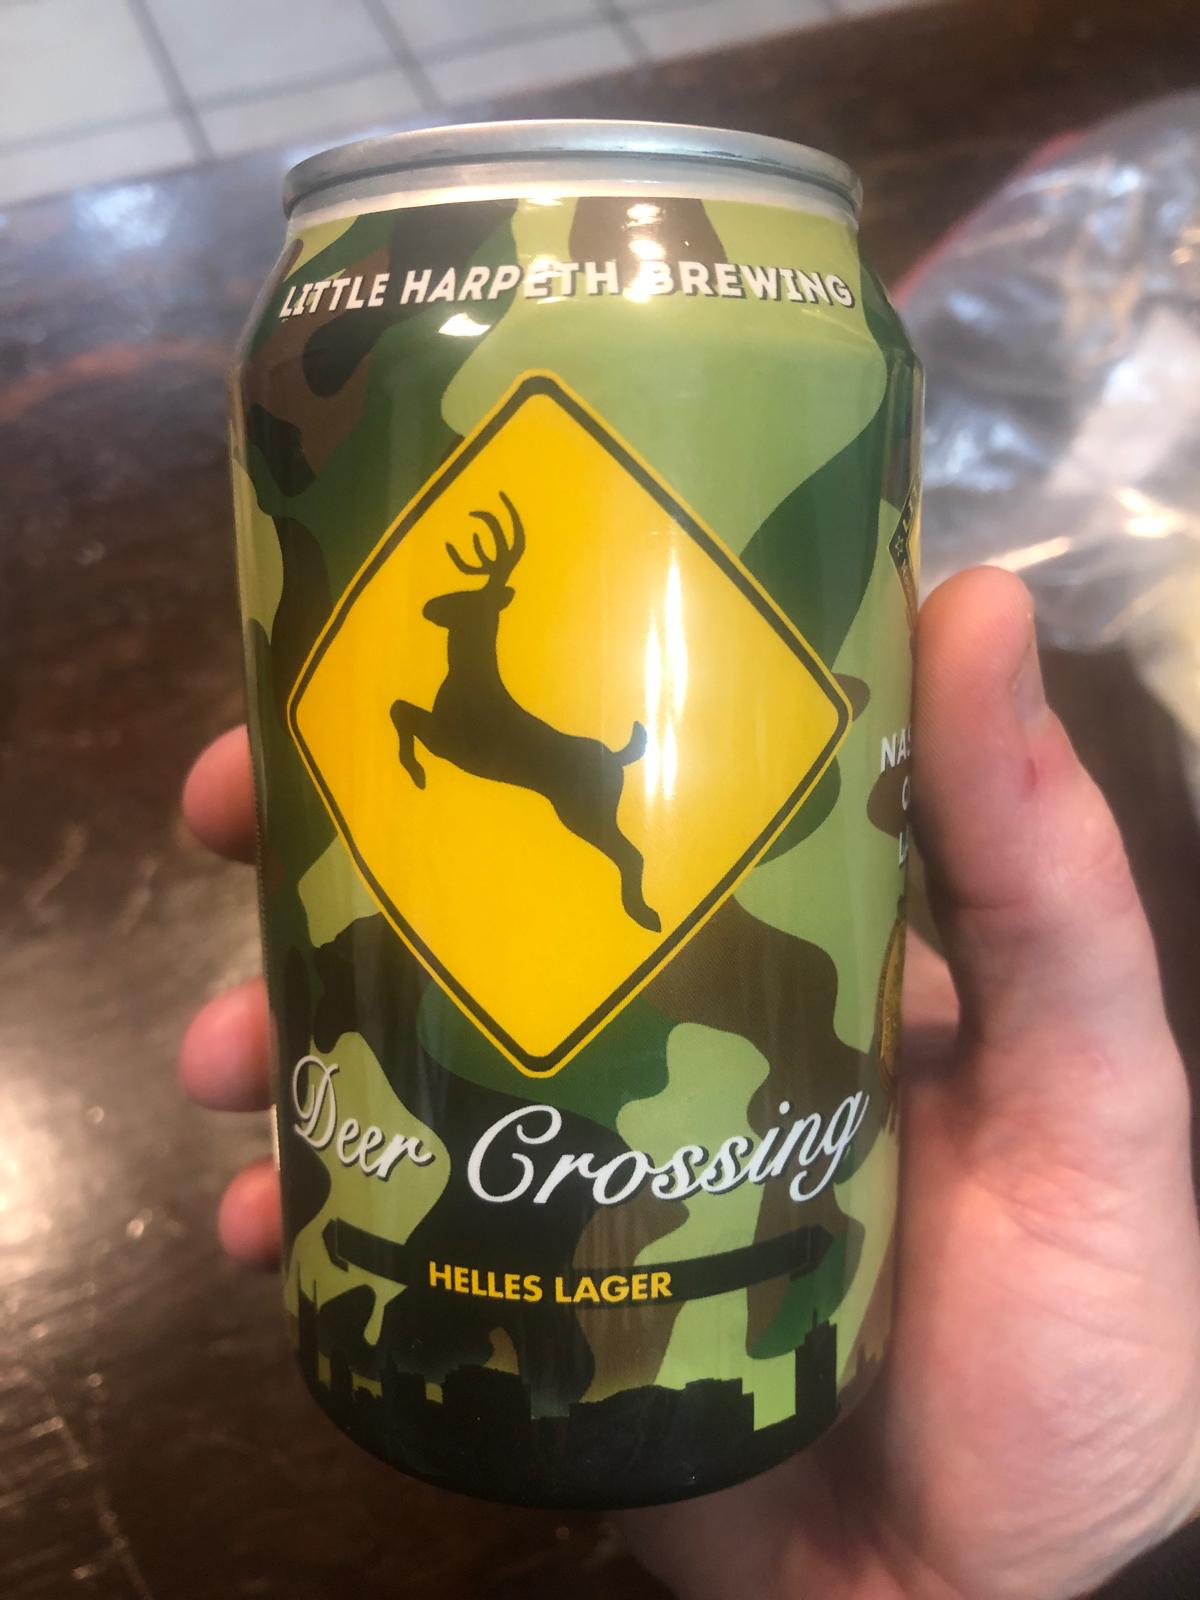 LITTLE HARPETH BREWING
Deer Crossing
HELLES LAGER